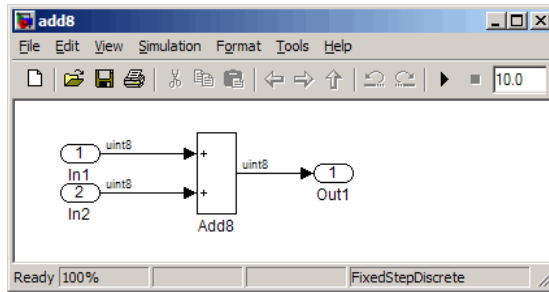 add8
File Edit View Simulation Format Tools Help
10.0
1 uint8 +
In1
uint8 1
2 uint8 +
In2
Out1
Add8
Ready 100% FixedStepDiscrete